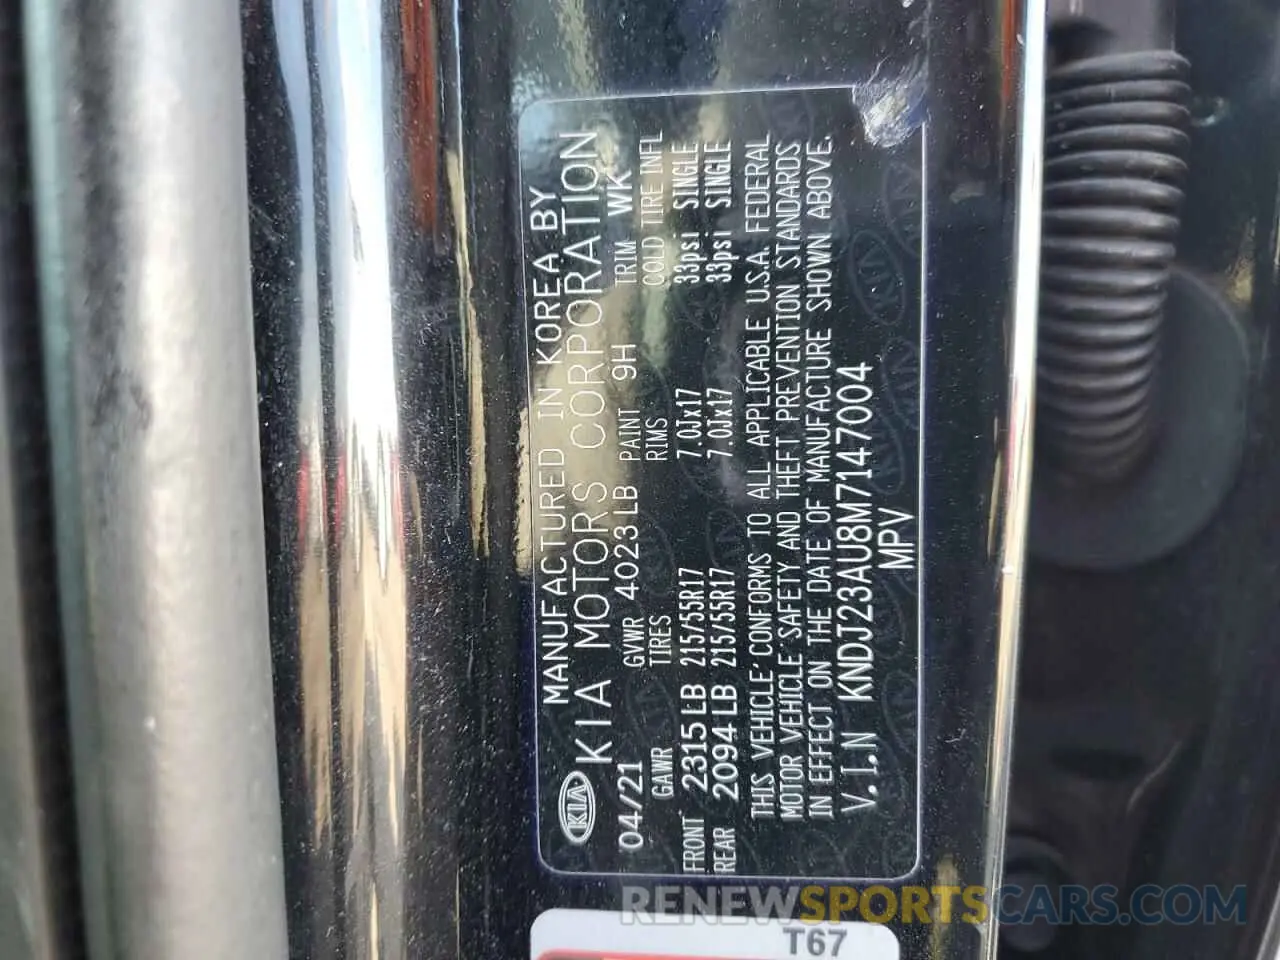 MANUFACTURED IN KOREA BY
KIA KIA MOTORS CORPORATION
04/21 GVWR 4023 LB PAINT 9H TRIM WK
GAWR TIRES RIMS COLD TIRE INFL
FRONT 2315 LB 215/55R17 7.0Jx17 33psi SINGLE
REAR 2094 LB 215/55R17 7.0Jx17 33psi SINGLE
THIS VEHICLE CONFORMS TO ALL APPLICABLE U.S.A. FEDERAL
MOTOR VEHICLE SAFETY AND THEFT PREVENTION STANDARDS
IN EFFECT ON THE DATE OF MANUFACTURE SHOWN ABOVE.
V.I.N KNDJ23AU8M7147004
MPV
RENEWSPORTSCARS.COM
T67